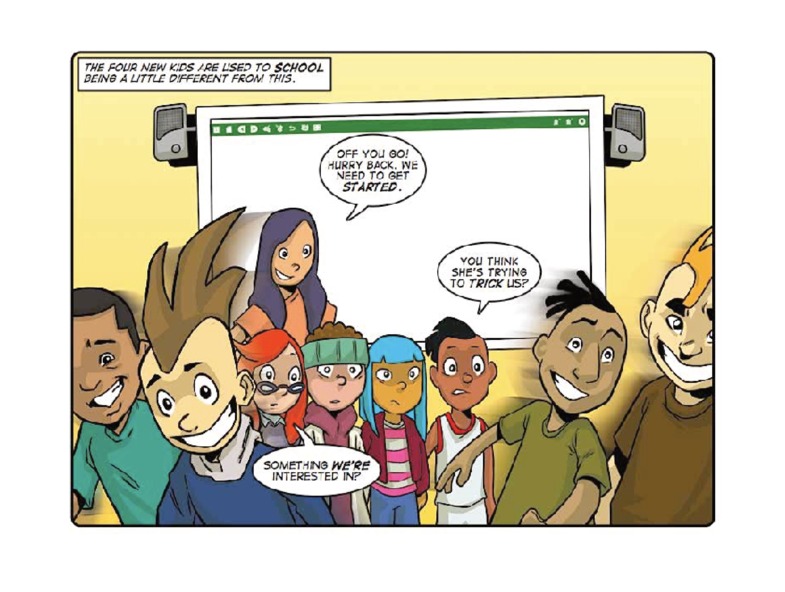 THE FOUR NEW KIDS ARE USED TO SCHOOL
BEING A LITTLE DIFFERENT FROM THIS.
OFF YOU GO!
HURRY BACK, WE
NEED TO GET
STARTED.
YOU THINK
SHE'S TRYING
TO TRICK US?
SOMETHING WE'RE
INTERESTED IN?